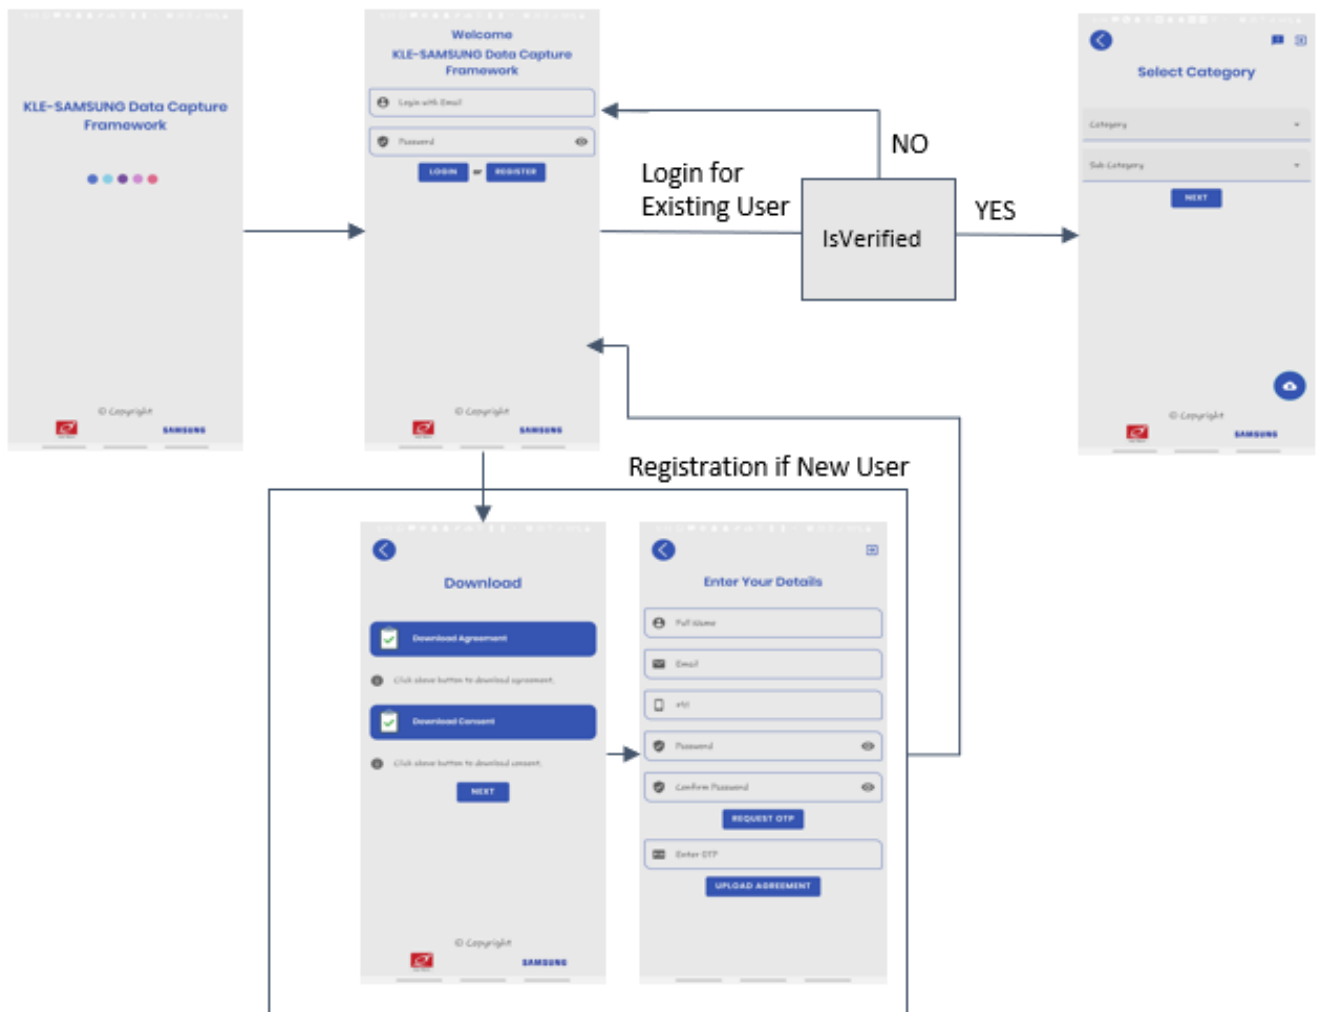 KLE-SAMSUNG Data Capture
Framework
© Copyright
SAMSUNG
Welcome
KLE-SAMSUNG Data Capture
Framework
Login with Email
Password
LOGIN or REGISTER
© Copyright
SAMSUNG
Login for
Existing User
NO
IsVerified
YES
Select Category
Category
Sub Category
NEXT
© Copyright
SAMSUNG
Registration if New User
Download
Download Agreement
Click above button to download agreement.
Download Consent
Click above button to download consent.
NEXT
© Copyright
SAMSUNG
Enter Your Details
Full Name
Email
+91
Password
Confirm Password
REQUEST OTP
Enter OTP
UPLOAD AGREEMENT